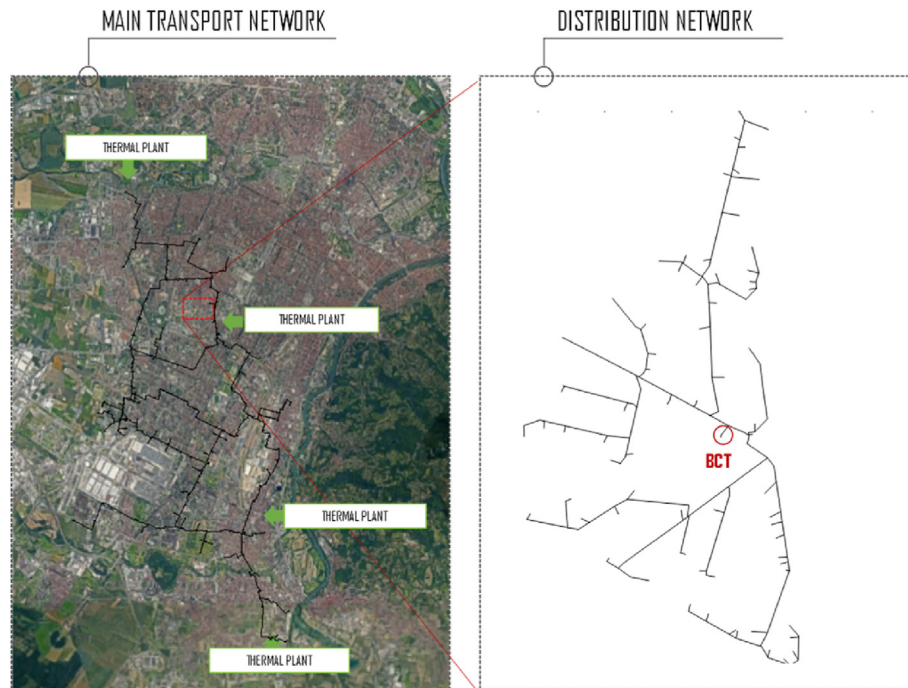 MAIN TRANSPORT NETWORK
DISTRIBUTION NETWORK
THERMAL PLANT
THERMAL PLANT
BCT
THERMAL PLANT
THERMAL PLANT